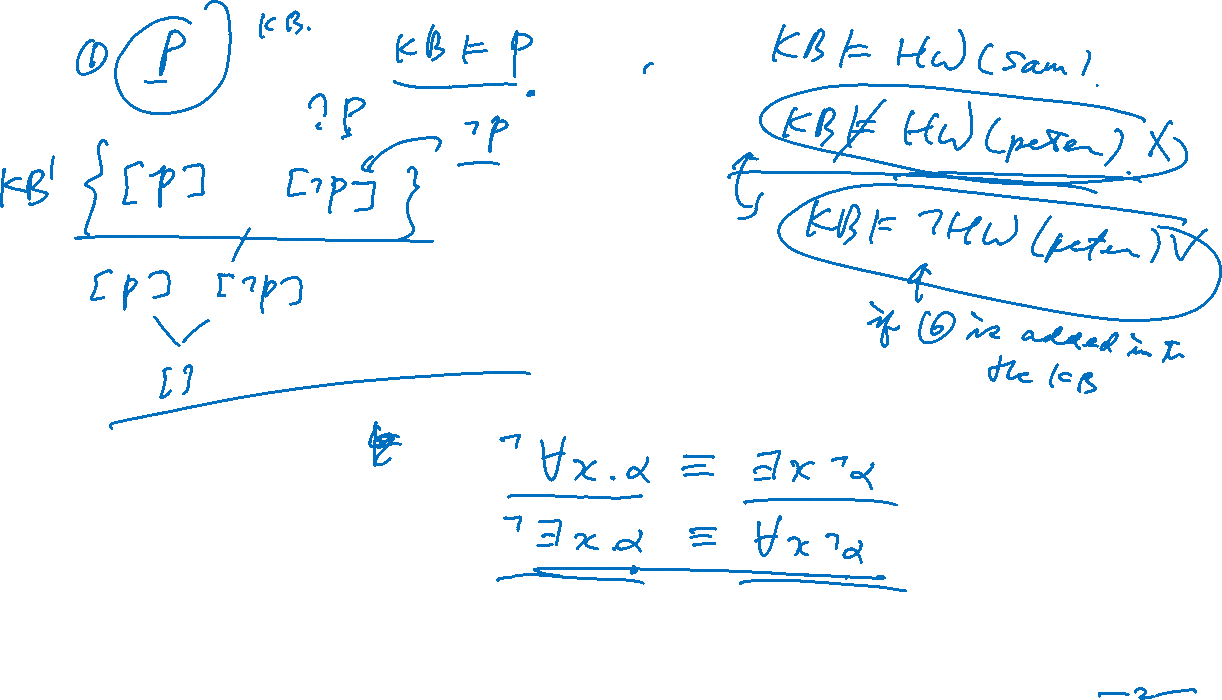 ① P KB.
KB ⊨ P
? P
¬P
KB' { [P] [¬P] }
[P] [¬P]
[]
KB ⊨ HW(sam).
KB ⊭ HW(peter) X
KB ⊨ ¬HW(peter) √
if ⑥ is added into
the KB
¬∀x.α ≡ ∃x¬α
¬∃x.α ≡ ∀x¬α